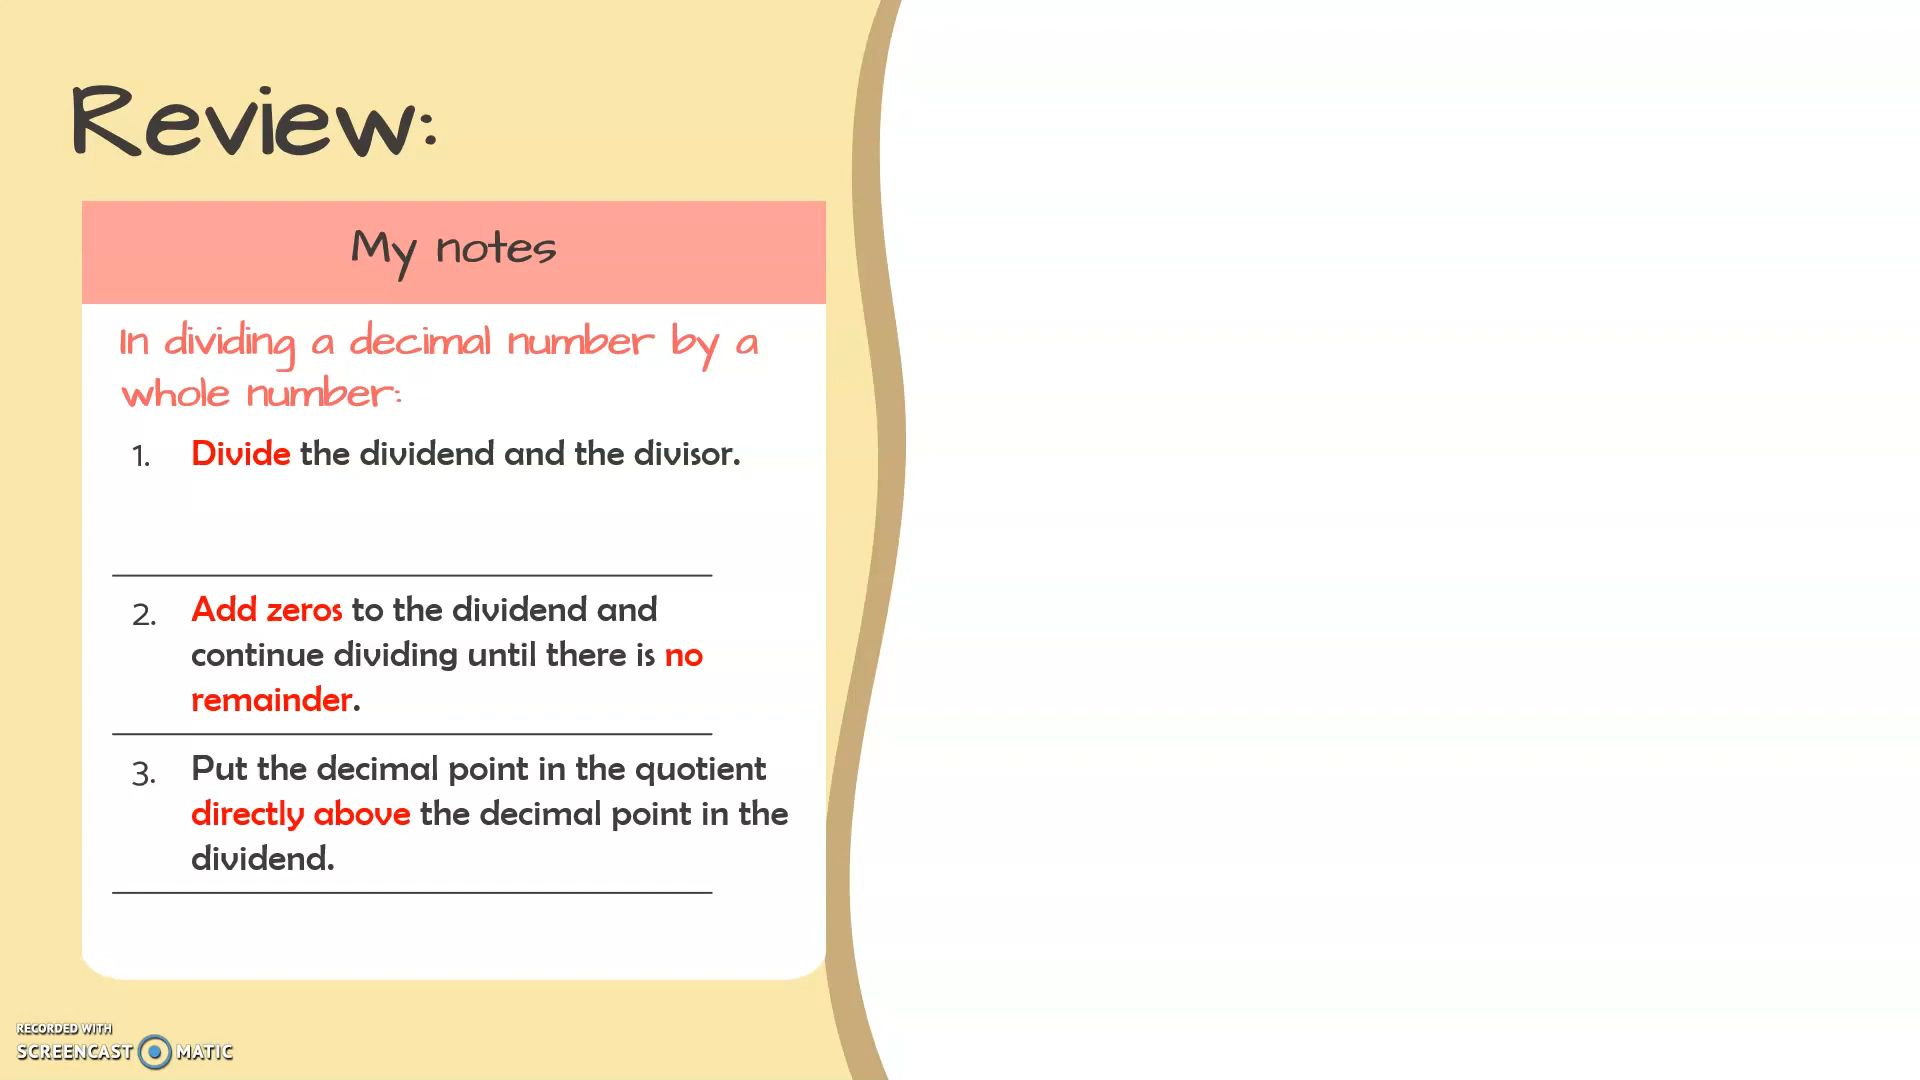 Review:
My notes
In dividing a decimal number by a
whole number:
1. Divide the dividend and the divisor.
2. Add zeros to the dividend and
continue dividing until there is no
remainder.
3. Put the decimal point in the quotient
directly above the decimal point in the
dividend.
RECORDED WITH
SCREENCAST MATIC